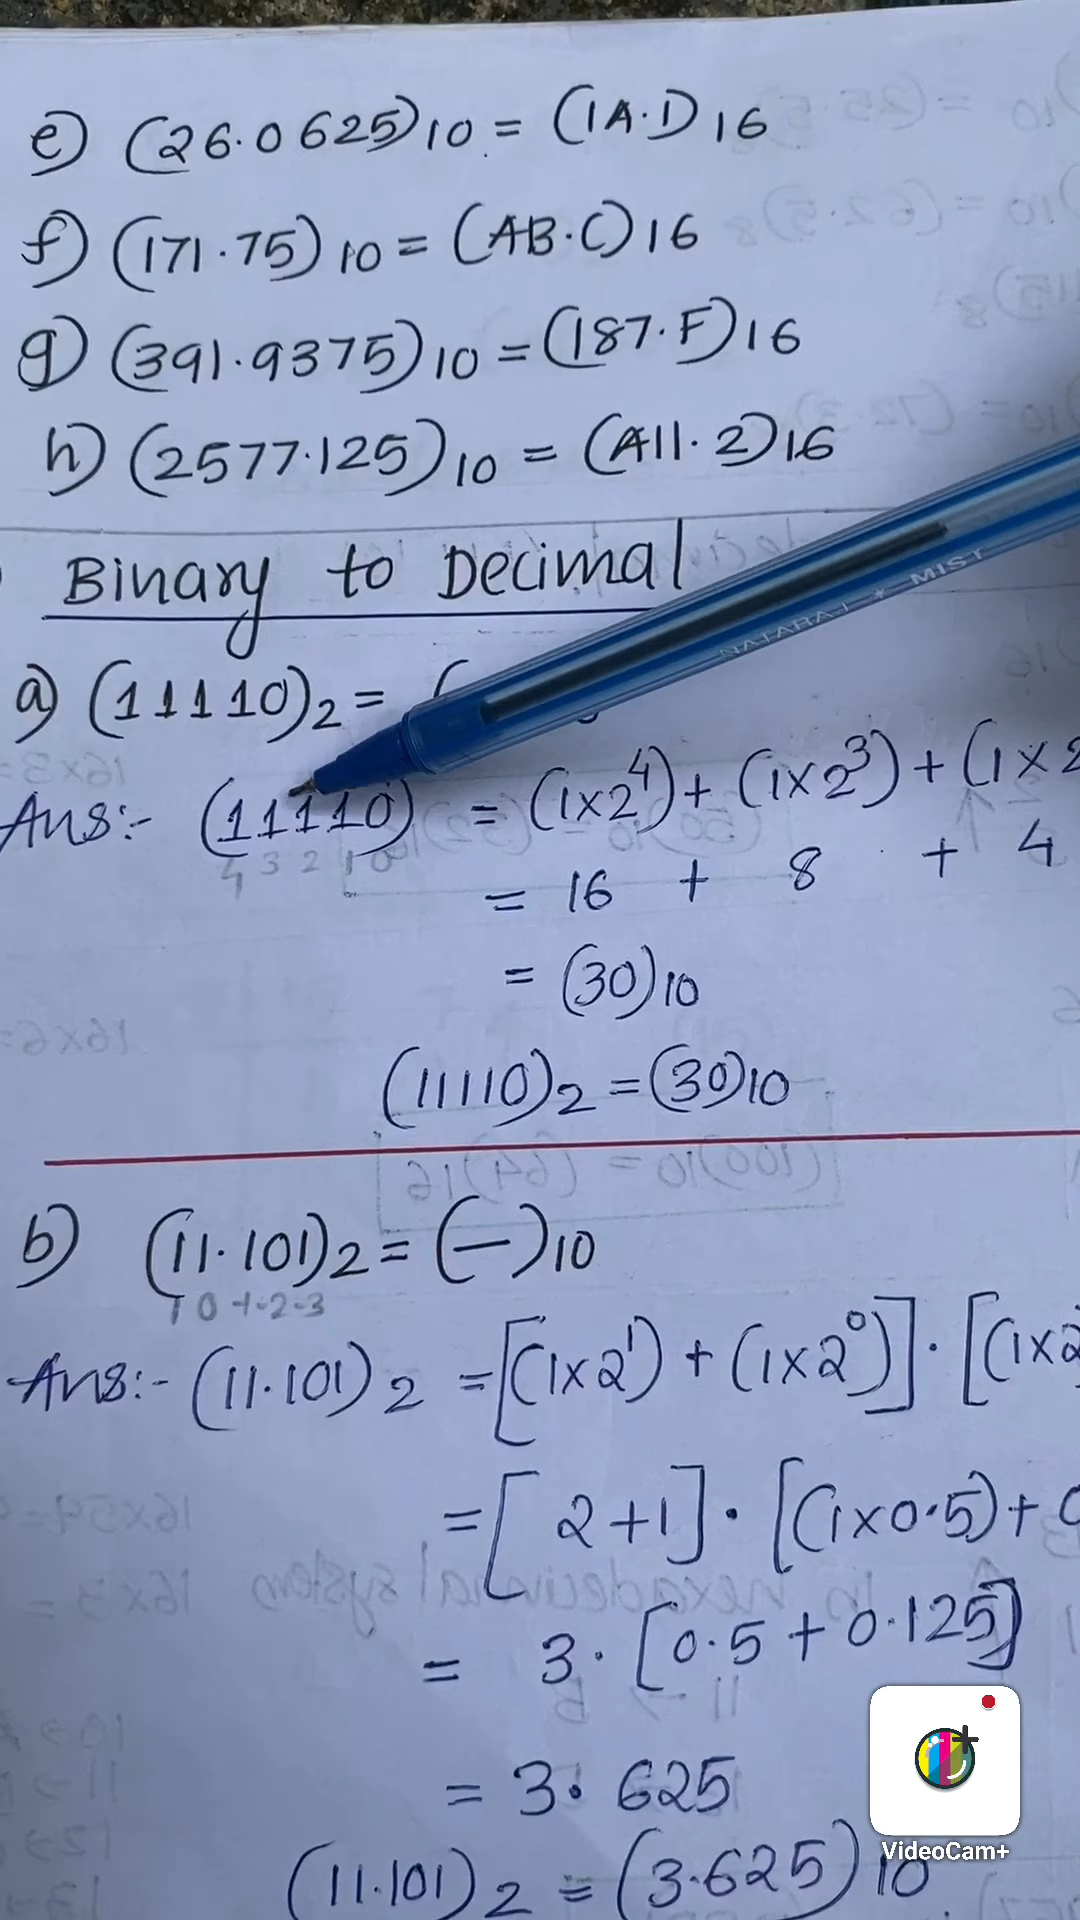 e) (26.0625)10 = (1A.1)16
f) (171.75)10 = (AB.C)16
g) (391.9375)10 = (187.F)16
h) (2577.125)10 = (A11.2)16
Binary to Decimal
a) (11110)2 = (
Ans:- (11110) = (1x2^4) + (1x2^3) + (1x2
4 3 2 1 0
= 16 + 8 + 4
= (30)10
(11110)2 = (30)10
b) (11.101)2 = (—)10
1 0 -1 -2 -3
Ans:- (11.101)2 = [(1x2^1) + (1x2^0)] . [(1x2
= [2+1] . [(1x0.5) + 0
= 3. [0.5 + 0.125]
= 3.625
(11.101)2 = (3.625)10
NATARAJ MIST
VideoCam+